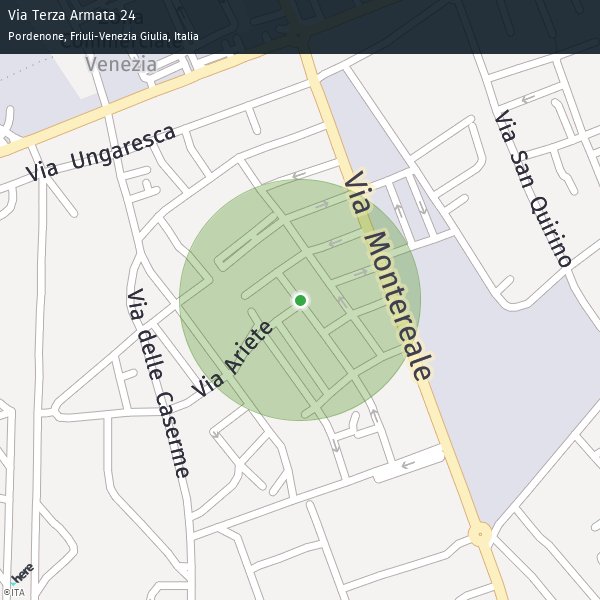 Via Terza Armata 24
Pordenone, Friuli-Venezia Giulia, Italia
Venezia
Via Ungaresca
Via San Quirino
Via Montereale
Via Ariete
Via delle Caserme
here
©ITA